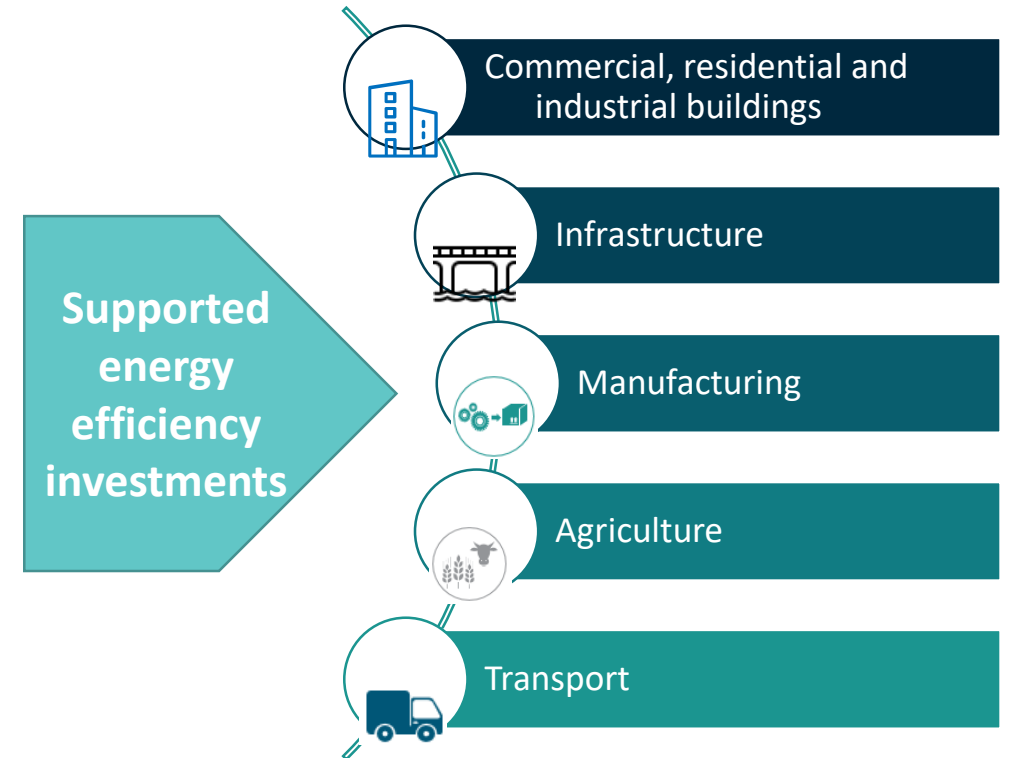 Supported
energy
efficiency
investments
Commercial, residential and
industrial buildings
Infrastructure
Manufacturing
Agriculture
Transport